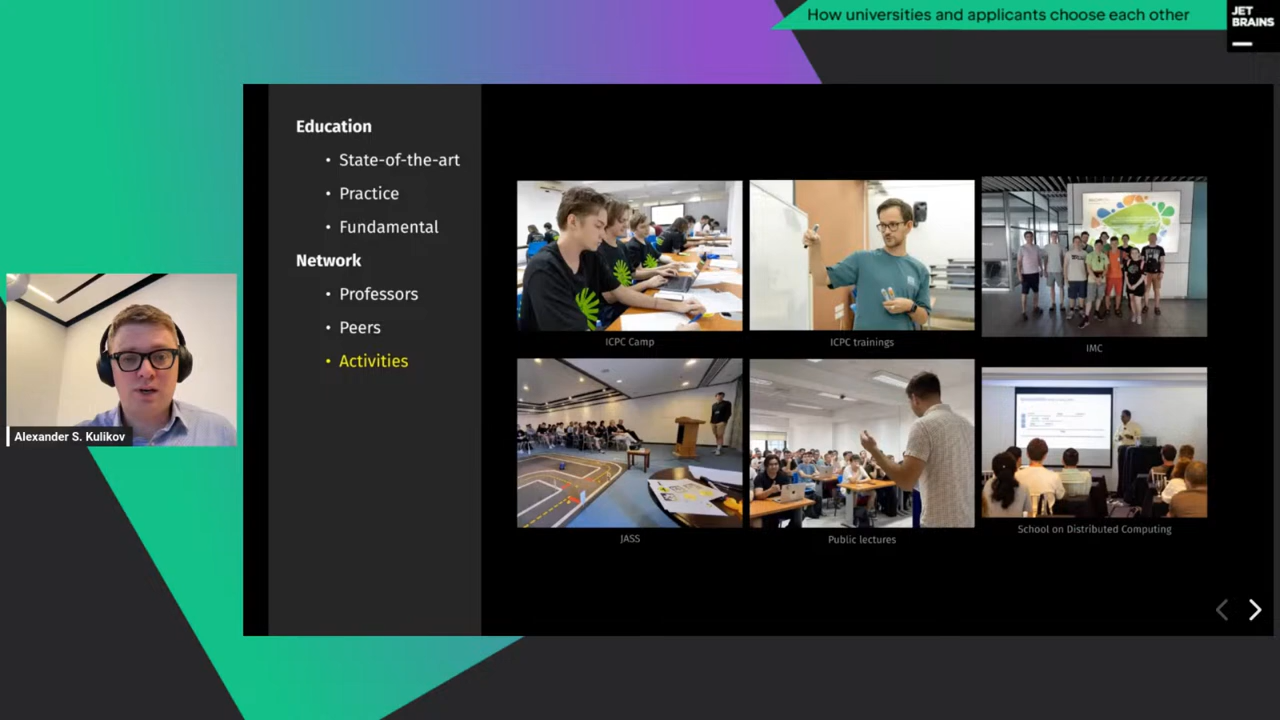 How universities and applicants choose each other
JET
BRAINS
Education
• State-of-the-art
• Practice
• Fundamental
Network
• Professors
• Peers
• Activities
ICPC Camp
ICPC trainings
IMC
JASS
Public lectures
School on Distributed Computing
Alexander S. Kulikov